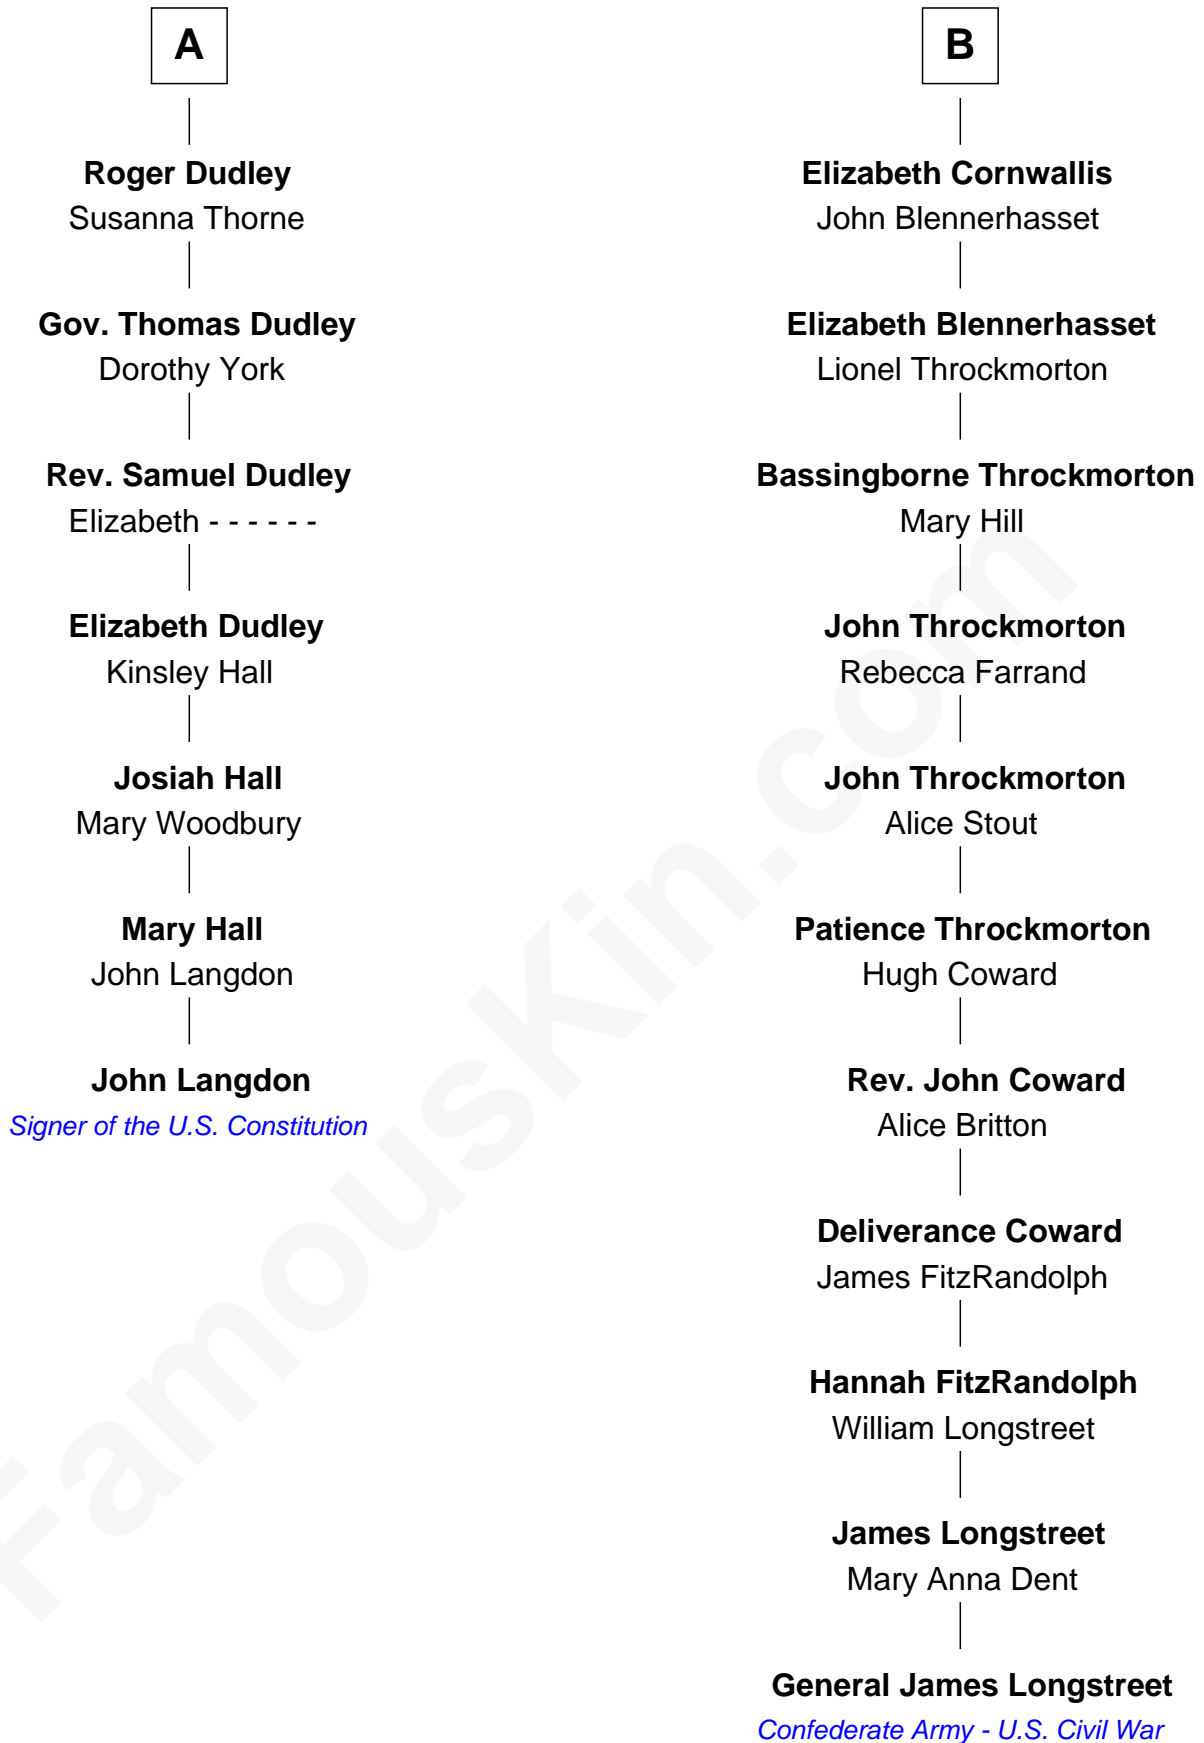 A
Roger Dudley
Susanna Thorne
Gov. Thomas Dudley
Dorothy York
Rev. Samuel Dudley
Elizabeth - - - - - -
Elizabeth Dudley
Kinsley Hall
Josiah Hall
Mary Woodbury
Mary Hall
John Langdon
John Langdon
Signer of the U.S. Constitution
B
Elizabeth Cornwallis
John Blennerhasset
Elizabeth Blennerhasset
Lionel Throckmorton
Bassingborne Throckmorton
Mary Hill
John Throckmorton
Rebecca Farrand
John Throckmorton
Alice Stout
Patience Throckmorton
Hugh Coward
Rev. John Coward
Alice Britton
Deliverance Coward
James FitzRandolph
Hannah FitzRandolph
William Longstreet
James Longstreet
Mary Anna Dent
General James Longstreet
Confederate Army - U.S. Civil War
FamousKin.com